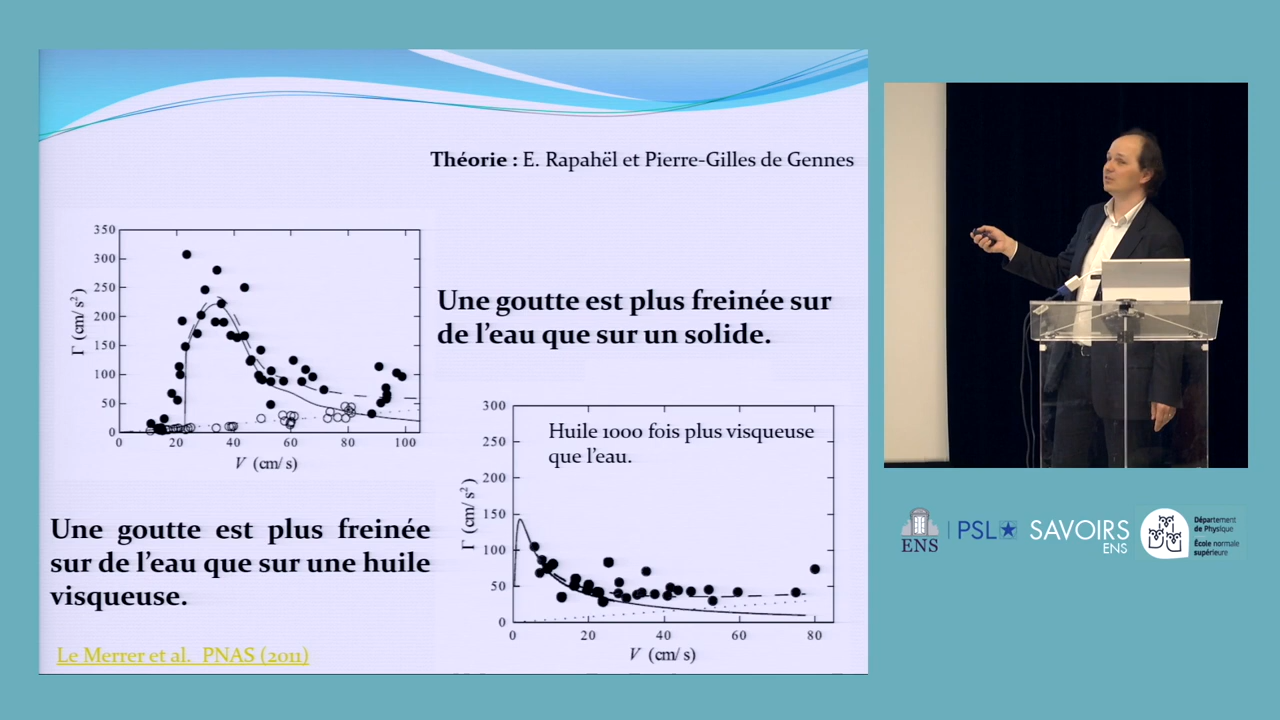 Théorie : E. Rapahël et Pierre-Gilles de Gennes
350
300
250
200
150
100
50
0
Γ (cm/s²)
0 20 40 60 80 100
V (cm/s)
Une goutte est plus freinée sur
de l’eau que sur un solide.
Une goutte est plus freinée
sur de l’eau que sur une huile
visqueuse.
Le Merrer et al. PNAS (2011)
300
250
200
150
100
50
0
Γ (cm/s²)
Huile 1000 fois plus visqueuse
que l’eau.
0 20 40 60 80
V (cm/s)
ENS
PSL
SAVOIRS
ENS
Département
de Physique
École normale
supérieure